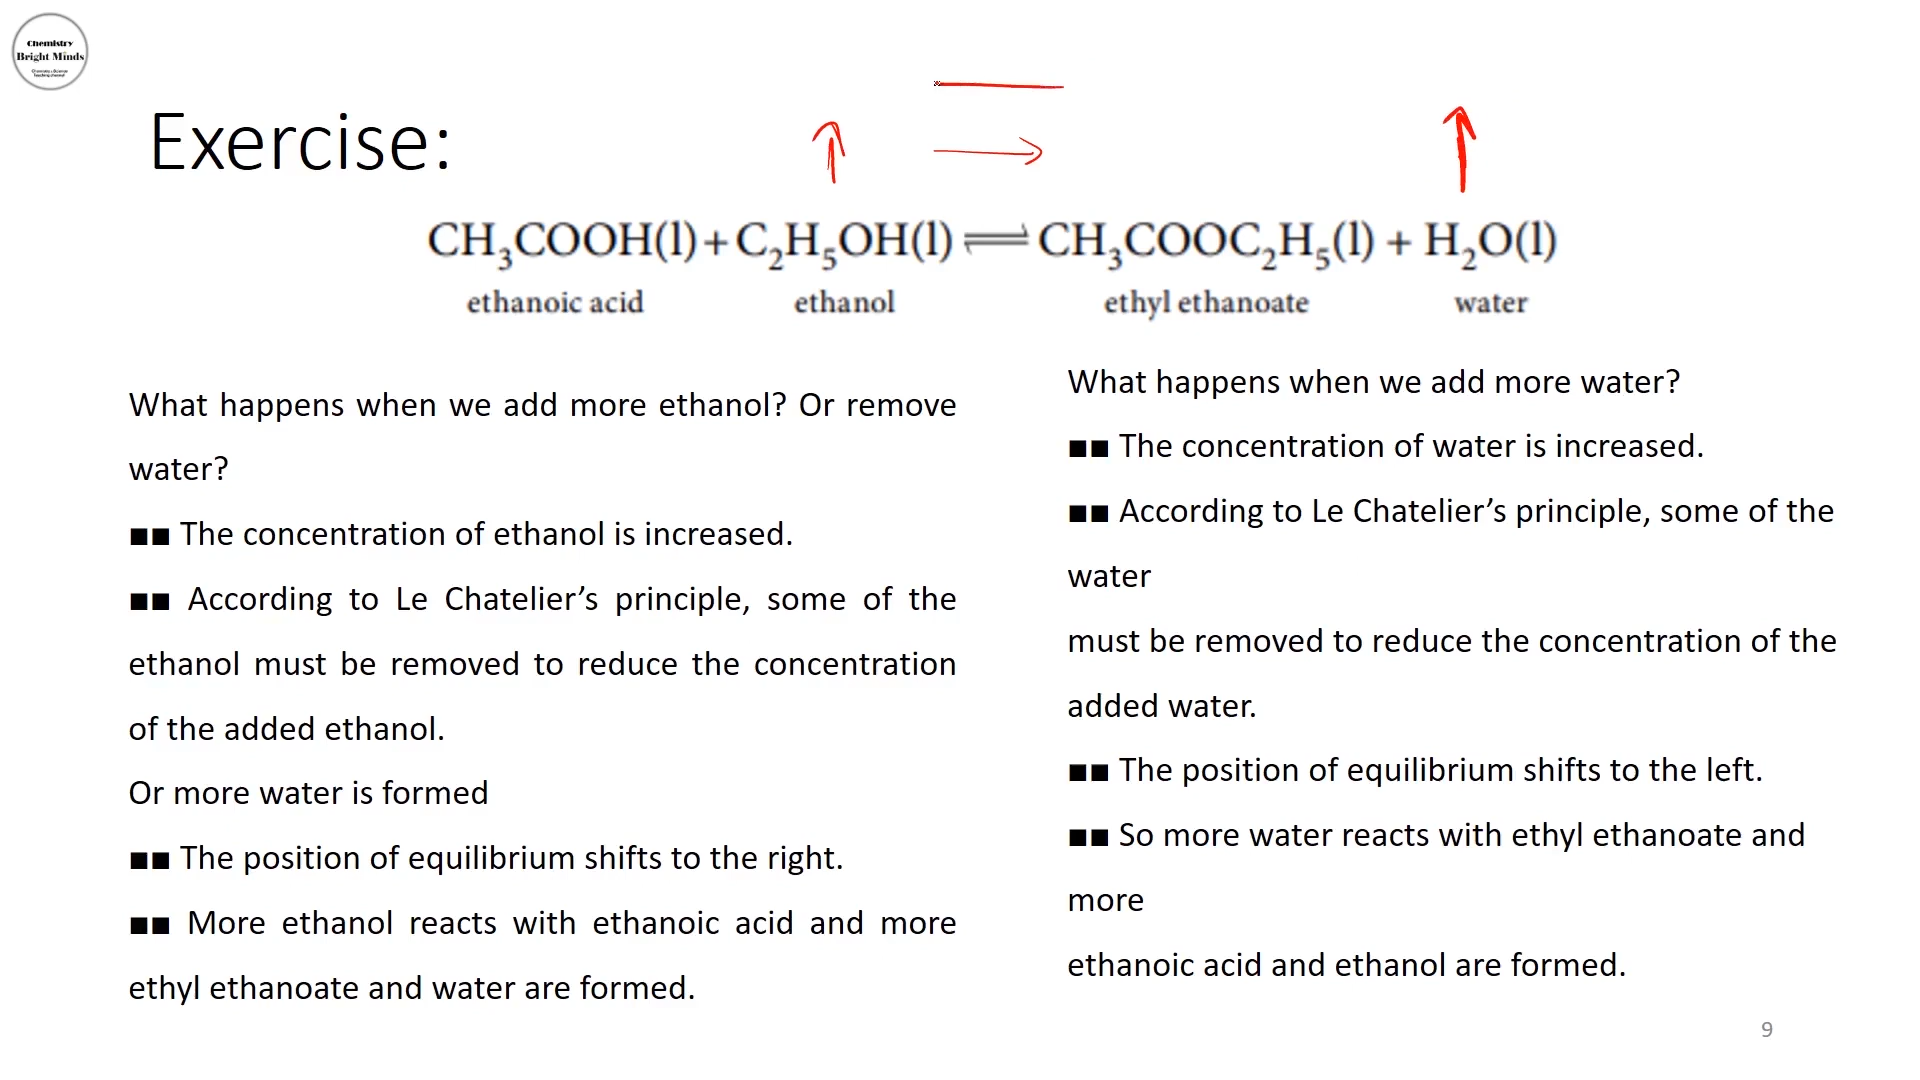 Chemistry
Bright Minds
Exercise:
CH₃COOH(l) + C₂H₅OH(l) ⇌ CH₃COOC₂H₅(l) + H₂O(l)
ethanoic acid ethanol ethyl ethanoate water
What happens when we add more ethanol? Or remove
water?
■■ The concentration of ethanol is increased.
■■ According to Le Chatelier’s principle, some of the
ethanol must be removed to reduce the concentration
of the added ethanol.
Or more water is formed
■■ The position of equilibrium shifts to the right.
■■ More ethanol reacts with ethanoic acid and more
ethyl ethanoate and water are formed.
What happens when we add more water?
■■ The concentration of water is increased.
■■ According to Le Chatelier’s principle, some of the
water
must be removed to reduce the concentration of the
added water.
■■ The position of equilibrium shifts to the left.
■■ So more water reacts with ethyl ethanoate and
more
ethanoic acid and ethanol are formed.
9